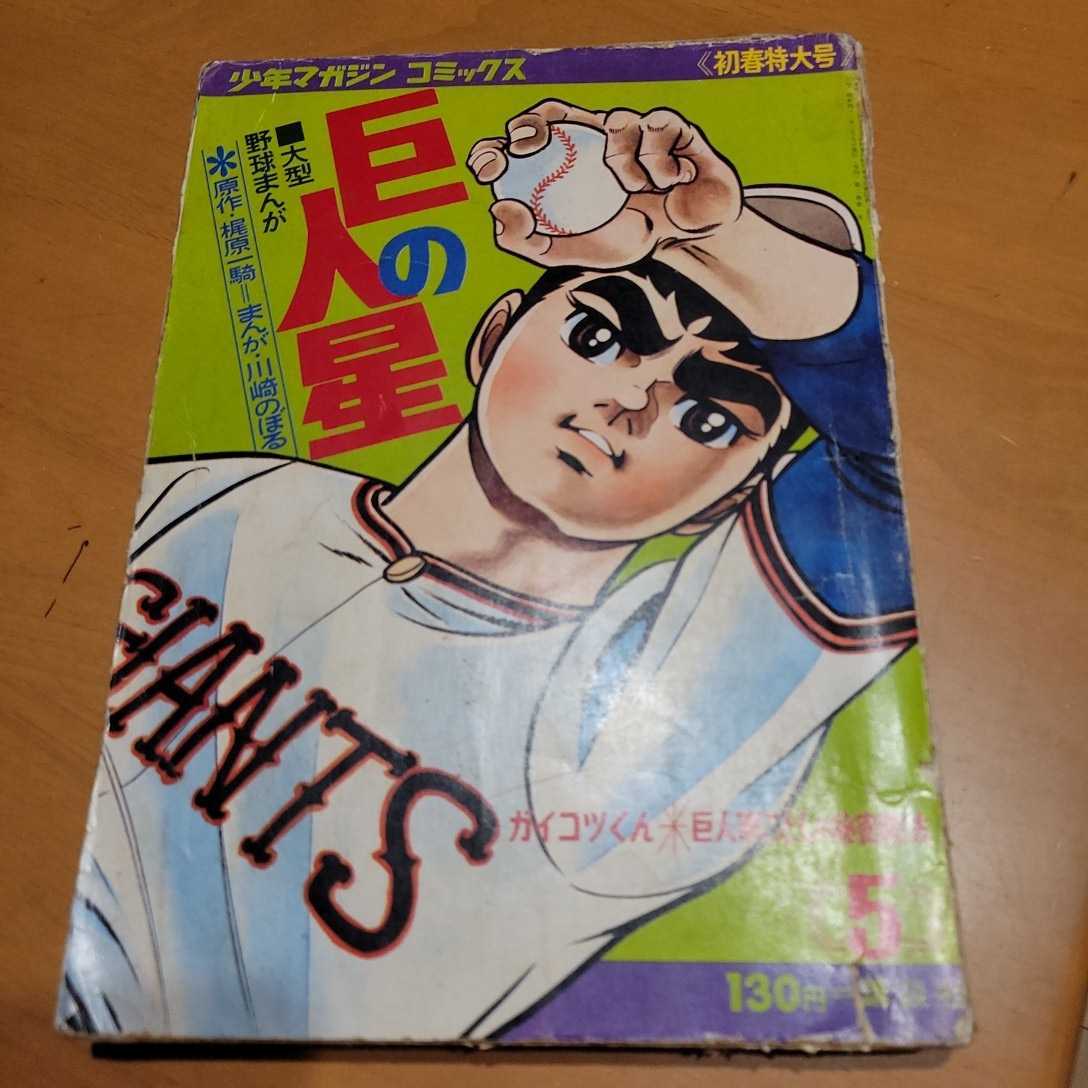 少年マガジン コミックス
《初春特大号》
■大型
野球まんが
巨人の星
*原作・梶原一騎=まんが・川崎のぼる
GIANTS
ガイコツくん*巨人
5
130円